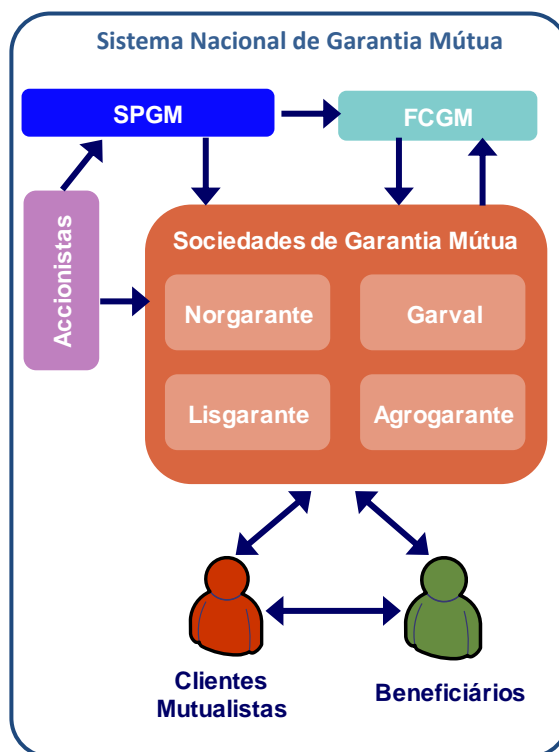 Sistema Nacional de Garantia Mútua
SPGM
FCGM
Accionistas
Sociedades de Garantia Mútua
Norgarante
Garval
Lisgarante
Agrogarante
Clientes
Mutualistas
Beneficiários